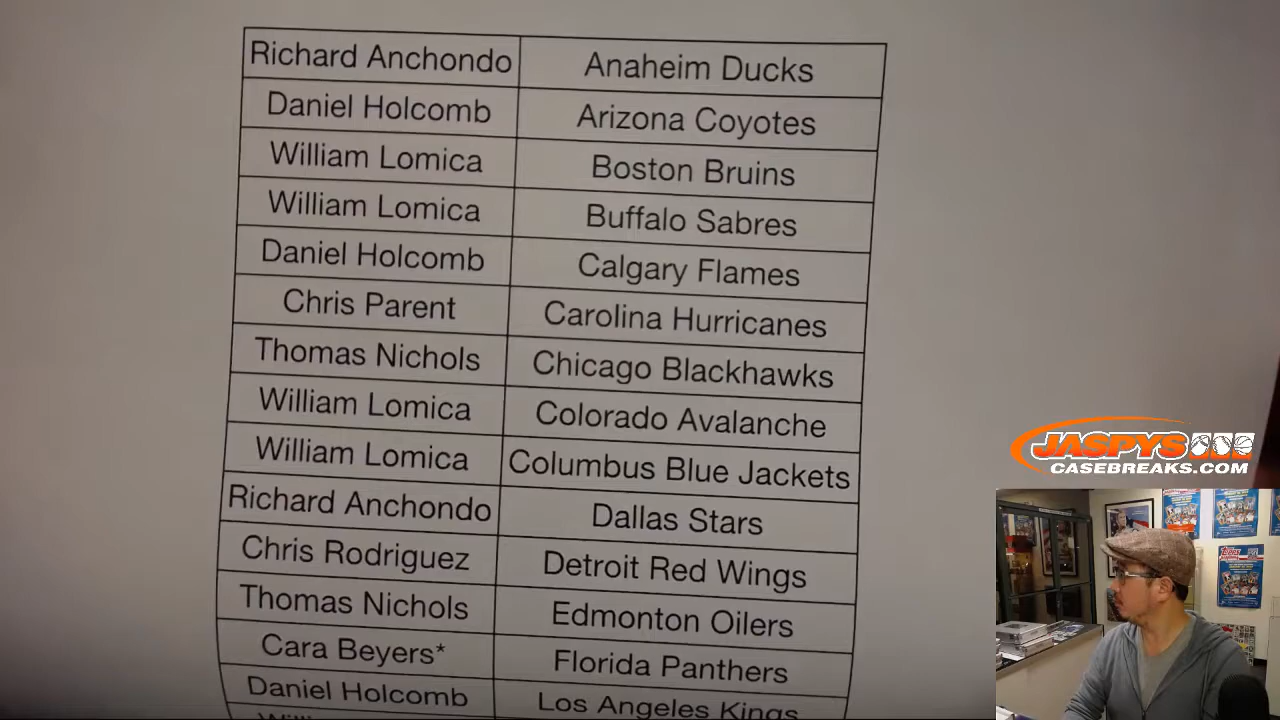 Richard Anchondo Anaheim Ducks
Daniel Holcomb Arizona Coyotes
William Lomica Boston Bruins
William Lomica Buffalo Sabres
Daniel Holcomb Calgary Flames
Chris Parent Carolina Hurricanes
Thomas Nichols Chicago Blackhawks
William Lomica Colorado Avalanche
William Lomica Columbus Blue Jackets
Richard Anchondo Dallas Stars
Chris Rodriguez Detroit Red Wings
Thomas Nichols Edmonton Oilers
Cara Beyers* Florida Panthers
Daniel Holcomb Los Angeles Kings
JASPYS
CASEBREAKS.COM